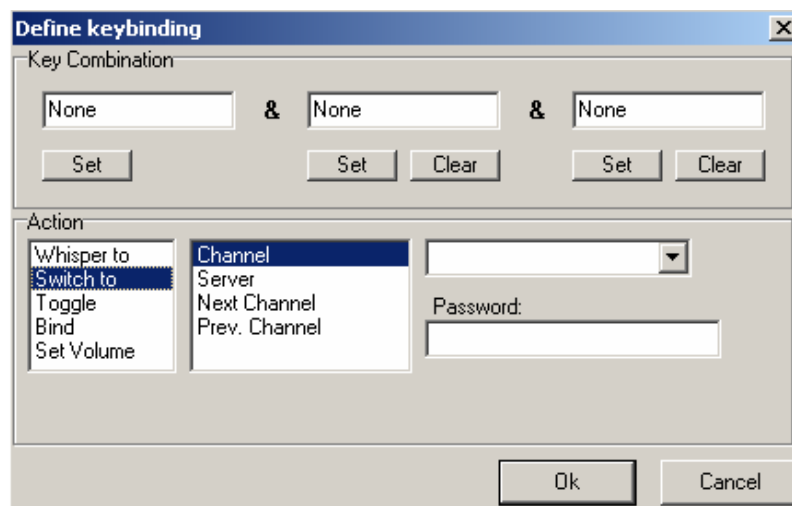 Define keybinding
Key Combination
None & None & None
Set Set Clear Set Clear
Action
Whisper to
Switch to
Toggle
Bind
Set Volume
Channel
Server
Next Channel
Prev. Channel
Password:
Ok Cancel